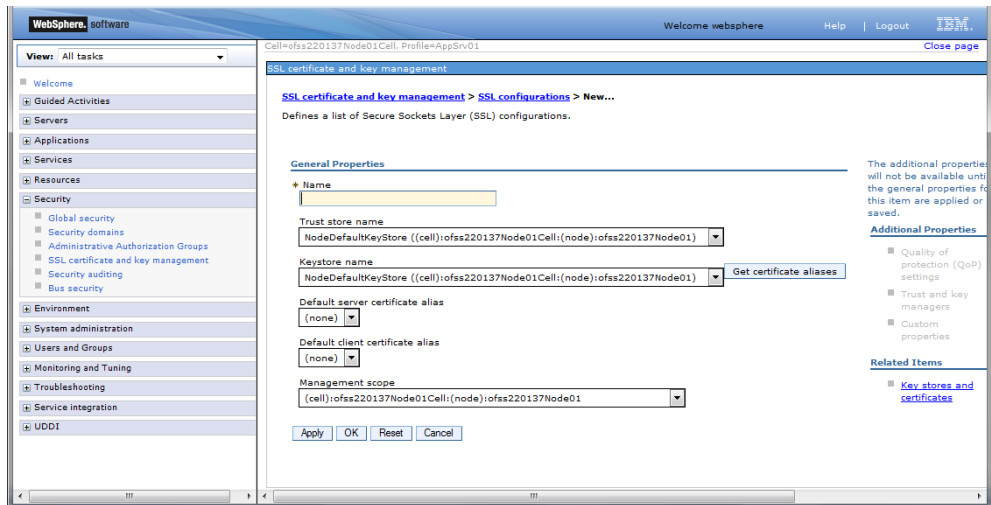 WebSphere. software
Welcome websphere Help | Logout IBM.
View: All tasks
Welcome
Guided Activities
Servers
Applications
Services
Resources
Security
Global security
Security domains
Administrative Authorization Groups
SSL certificate and key management
Security auditing
Bus security
Environment
System administration
Users and Groups
Monitoring and Tuning
Troubleshooting
Service integration
UDDI
Cell=ofss220137Node01Cell, Profile=AppSrv01
Close page
SSL certificate and key management
SSL certificate and key management > SSL configurations > New...
Defines a list of Secure Sockets Layer (SSL) configurations.
General Properties
* Name
Trust store name
NodeDefaultKeyStore ((cell):ofss220137Node01Cell:(node):ofss220137Node01)
Keystore name
NodeDefaultKeyStore ((cell):ofss220137Node01Cell:(node):ofss220137Node01)
Get certificate aliases
Default server certificate alias
(none)
Default client certificate alias
(none)
Management scope
(cell):ofss220137Node01Cell:(node):ofss220137Node01
Apply OK Reset Cancel
The additional properties
will not be available unti
the general properties fo
this item are applied or
saved.
Additional Properties
Quality of
protection (QoP)
settings
Trust and key
managers
Custom
properties
Related Items
Key stores and
certificates